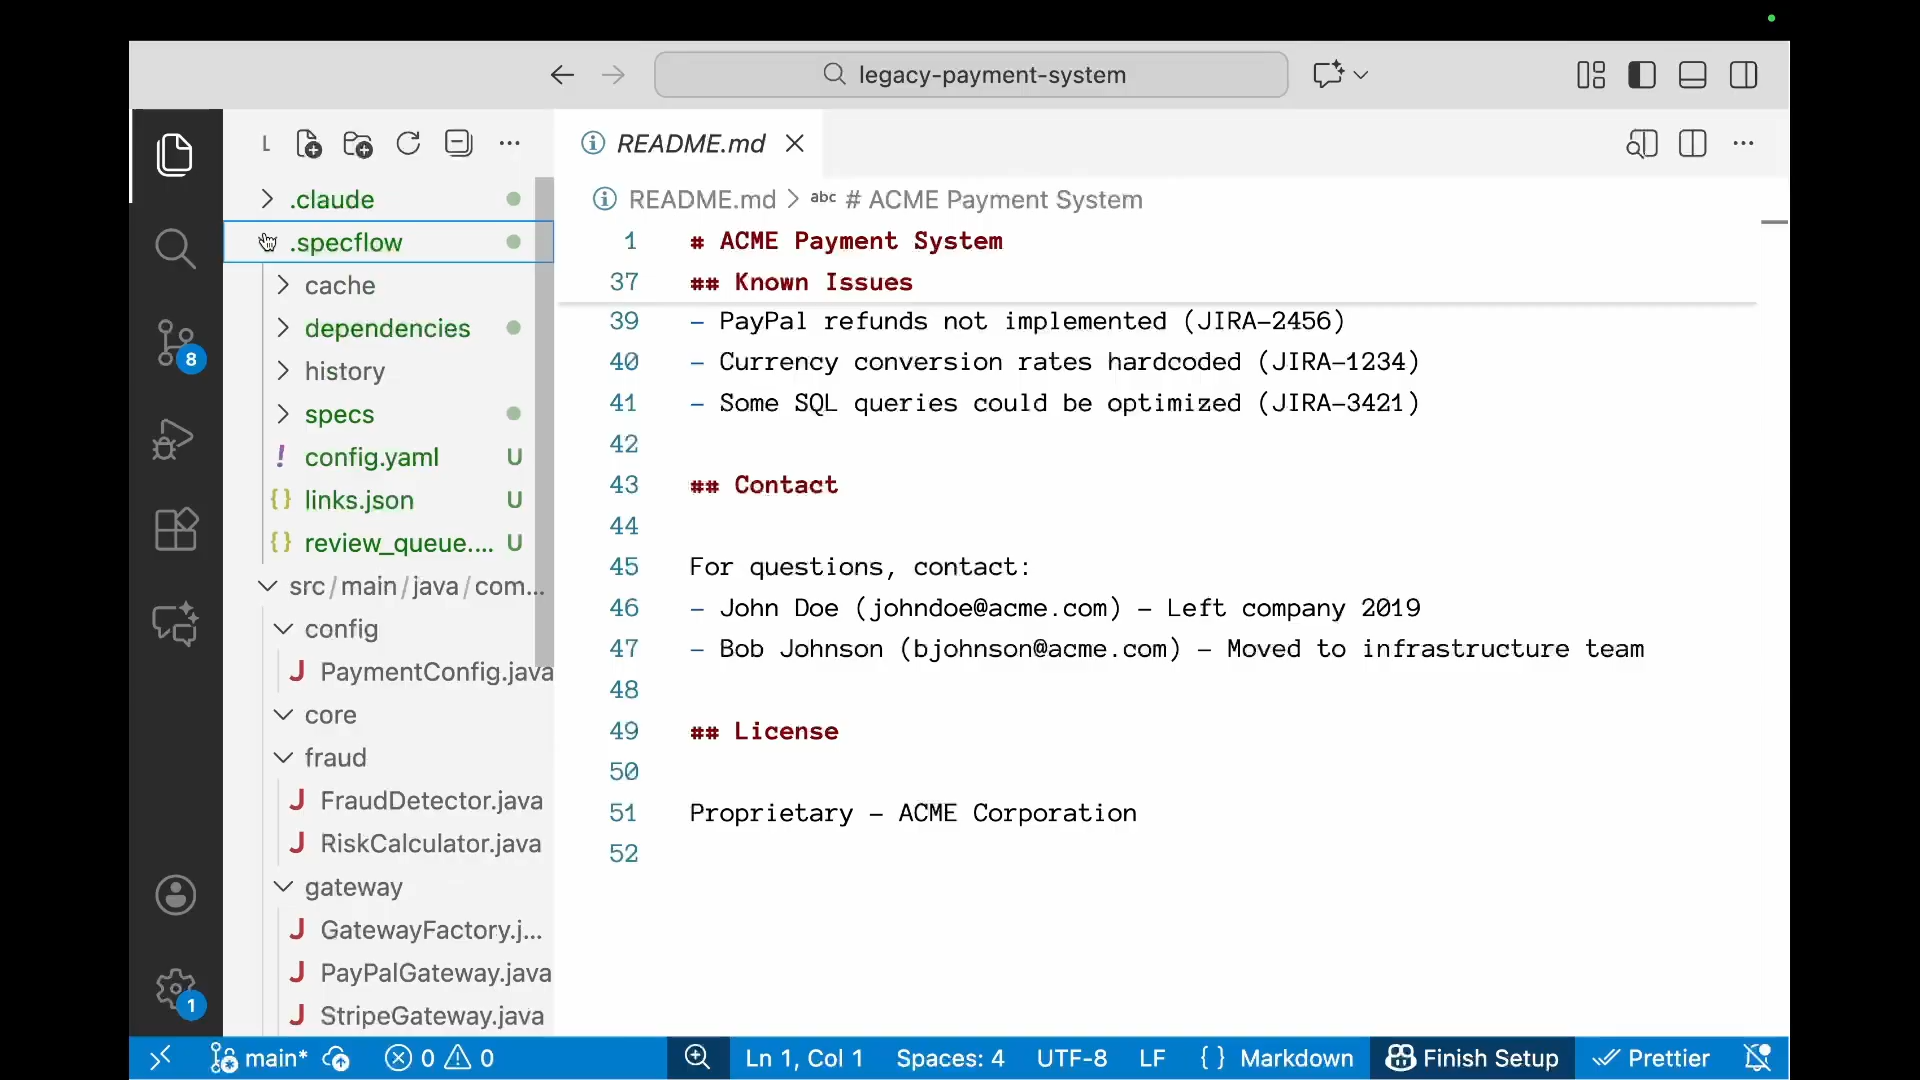 legacy-payment-system
L
README.md
.claude
README.md > abc # ACME Payment System
.specflow
cache
dependencies
history
specs
config.yaml U
links.json U
review_queue.... U
src/main/java/com...
config
PaymentConfig.java
core
fraud
FraudDetector.java
RiskCalculator.java
gateway
GatewayFactory.j...
PayPalGateway.java
StripeGateway.java
8
1
1 # ACME Payment System
37 ## Known Issues
39 - PayPal refunds not implemented (JIRA-2456)
40 - Currency conversion rates hardcoded (JIRA-1234)
41 - Some SQL queries could be optimized (JIRA-3421)
42
43 ## Contact
44
45 For questions, contact:
46 - John Doe (johndoe@acme.com) - Left company 2019
47 - Bob Johnson (bjohnson@acme.com) - Moved to infrastructure team
48
49 ## License
50
51 Proprietary - ACME Corporation
52
main* 0 0 Ln 1, Col 1 Spaces: 4 UTF-8 LF { } Markdown Finish Setup Prettier